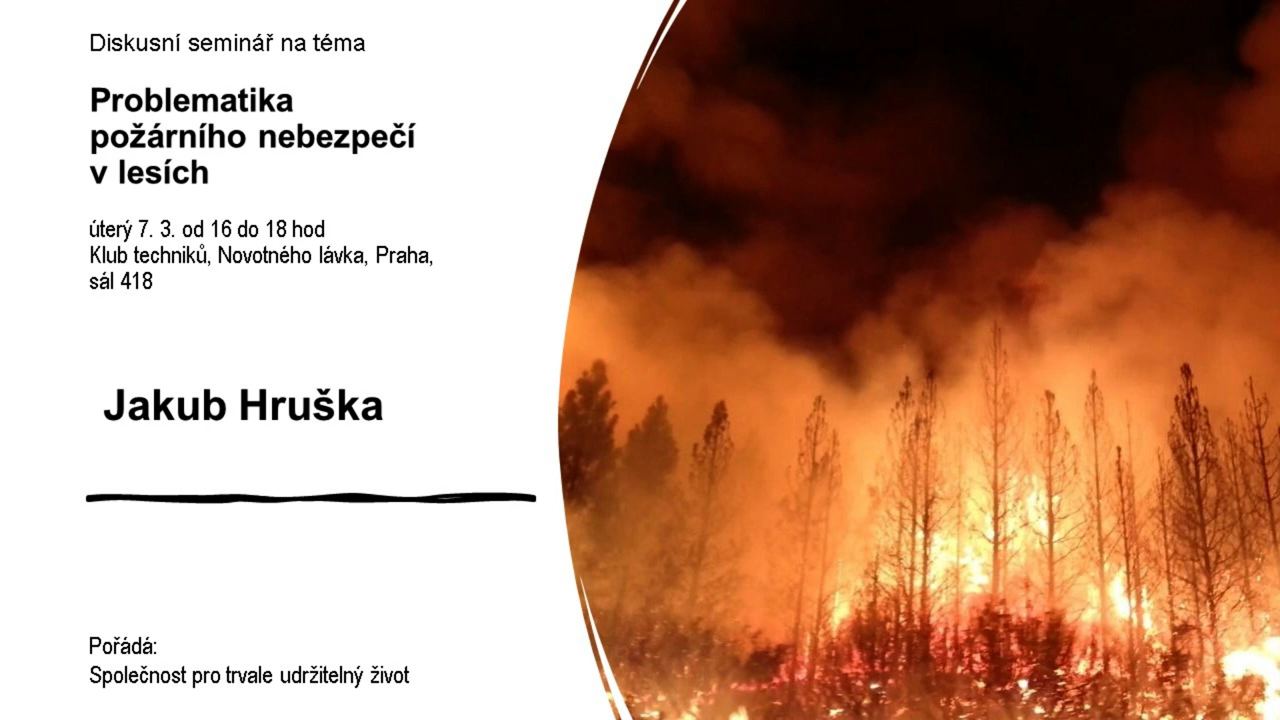 Diskusní seminář na téma
Problematika
požárního nebezpečí
v lesích
úterý 7. 3. od 16 do 18 hod
Klub techniků, Novotného lávka, Praha,
sál 418
Jakub Hruška
Pořádá:
Společnost pro trvale udržitelný život